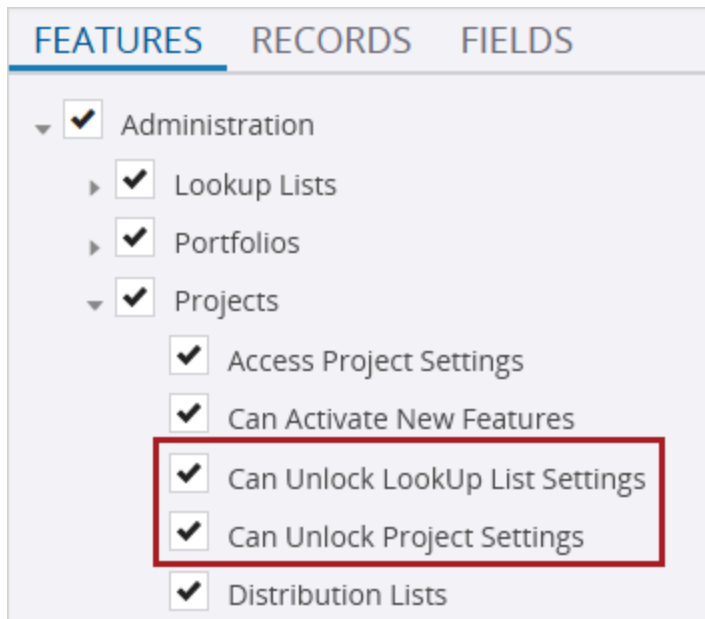 FEATURES RECORDS FIELDS
Administration
Lookup Lists
Portfolios
Projects
Access Project Settings
Can Activate New Features
Can Unlock LookUp List Settings
Can Unlock Project Settings
Distribution Lists